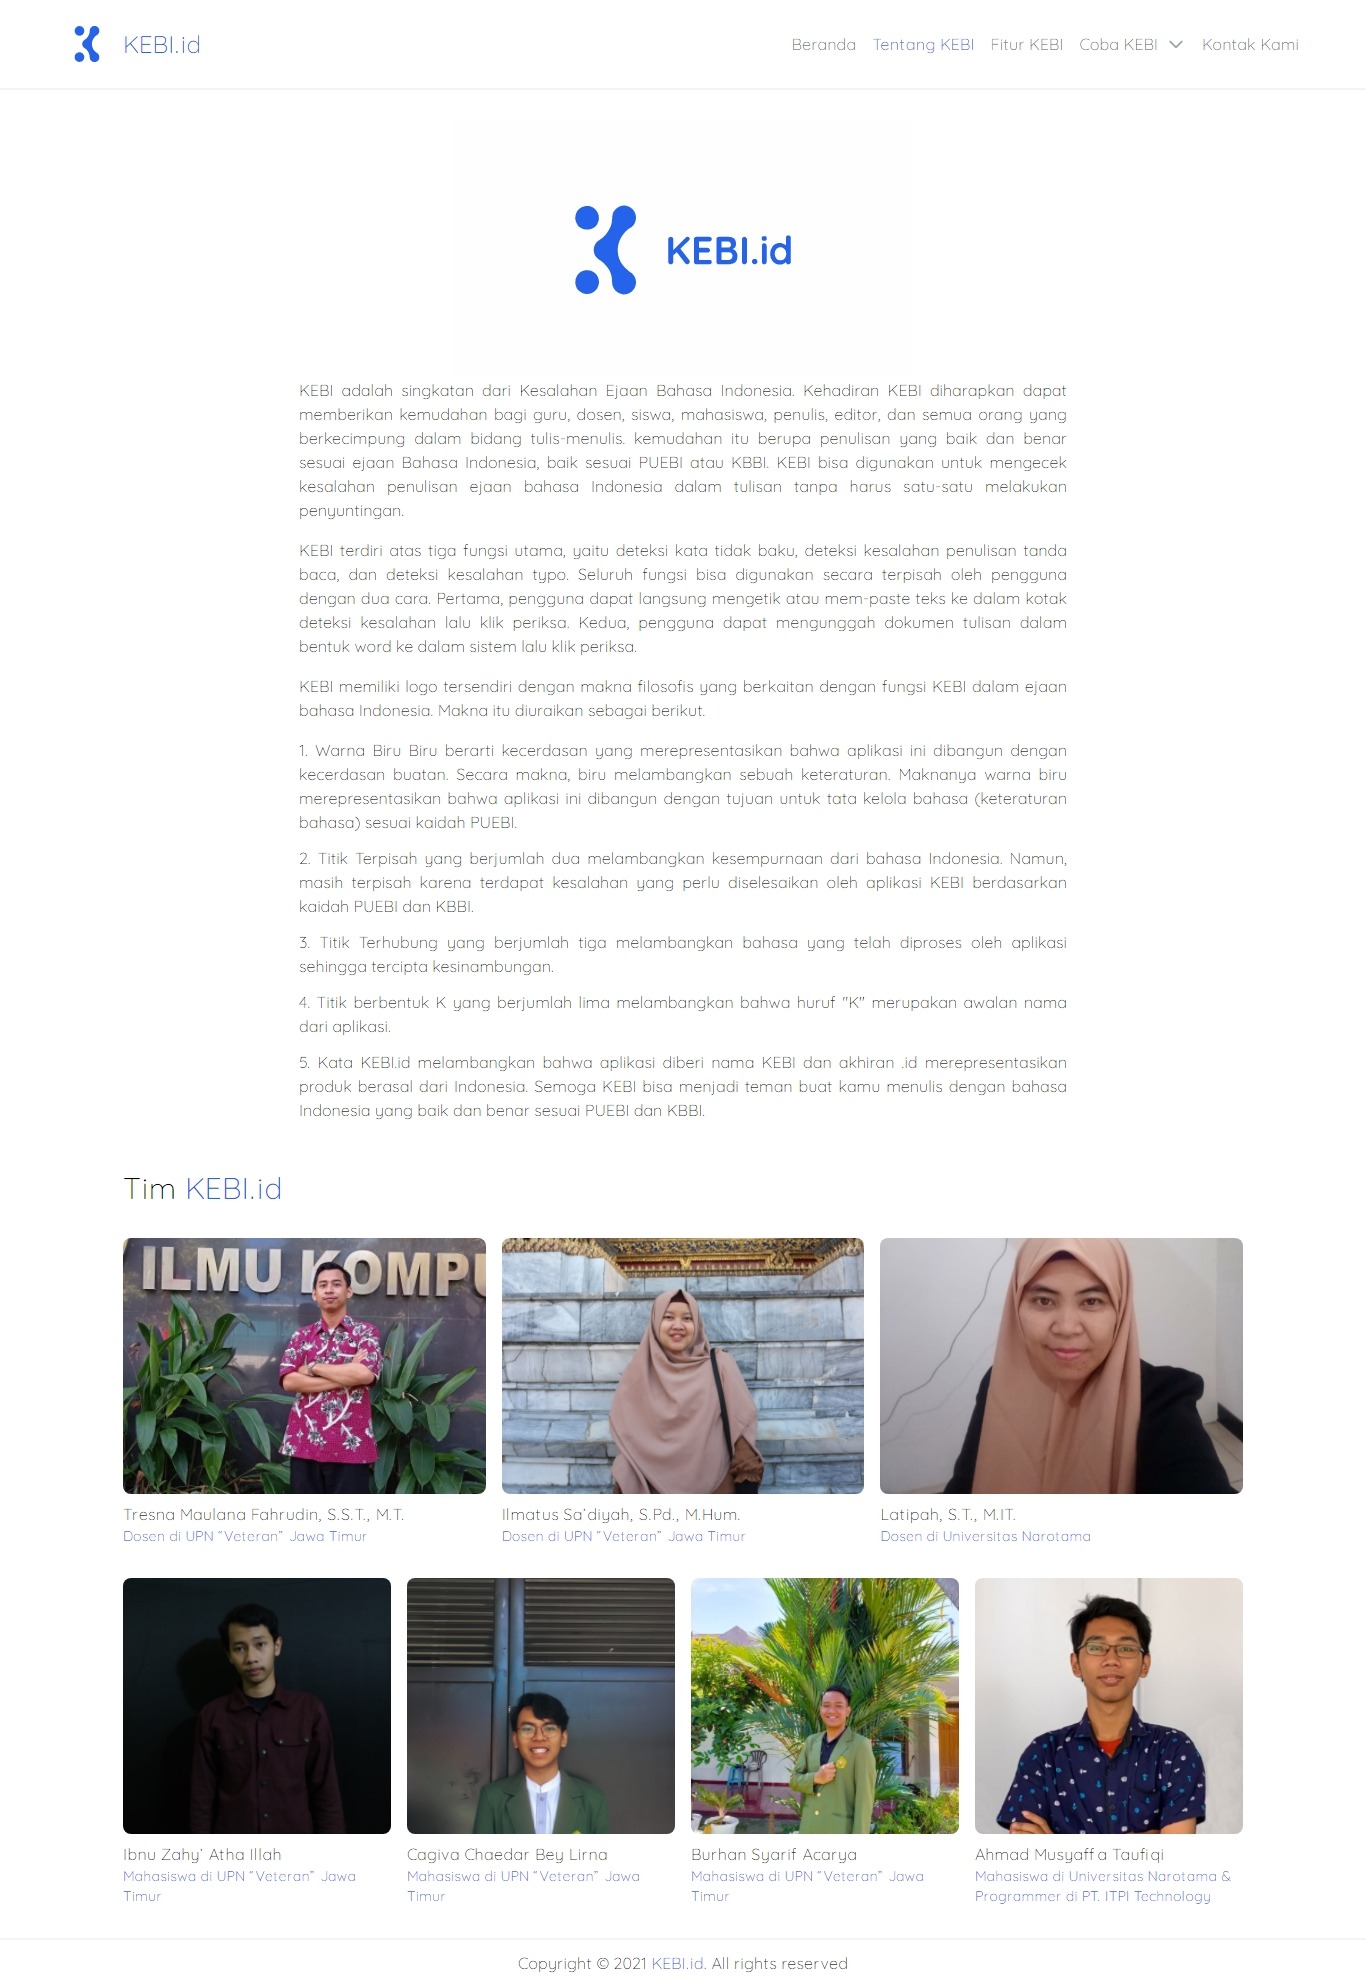 KEBI.id
Beranda Tentang KEBI Fitur KEBI Coba KEBI Kontak Kami
KEBI.id
KEBI adalah singkatan dari Kesalahan Ejaan Bahasa Indonesia. Kehadiran KEBI diharapkan dapat
memberikan kemudahan bagi guru, dosen, siswa, mahasiswa, penulis, editor, dan semua orang yang
berkecimpung dalam bidang tulis-menulis. kemudahan itu berupa penulisan yang baik dan benar
sesuai ejaan Bahasa Indonesia, baik sesuai PUEBI atau KBBI. KEBI bisa digunakan untuk mengecek
kesalahan penulisan ejaan bahasa Indonesia dalam tulisan tanpa harus satu-satu melakukan
penyuntingan.
KEBI terdiri atas tiga fungsi utama, yaitu deteksi kata tidak baku, deteksi kesalahan penulisan tanda
baca, dan deteksi kesalahan typo. Seluruh fungsi bisa digunakan secara terpisah oleh pengguna
dengan dua cara. Pertama, pengguna dapat langsung mengetik atau mem-paste teks ke dalam kotak
deteksi kesalahan lalu klik periksa. Kedua, pengguna dapat mengunggah dokumen tulisan dalam
bentuk word ke dalam sistem lalu klik periksa.
KEBI memiliki logo tersendiri dengan makna filosofis yang berkaitan dengan fungsi KEBI dalam ejaan
bahasa Indonesia. Makna itu diuraikan sebagai berikut.
1. Warna Biru Biru berarti kecerdasan yang merepresentasikan bahwa aplikasi ini dibangun dengan
kecerdasan buatan. Secara makna, biru melambangkan sebuah keteraturan. Maknanya warna biru
merepresentasikan bahwa aplikasi ini dibangun dengan tujuan untuk tata kelola bahasa (keteraturan
bahasa) sesuai kaidah PUEBI.
2. Titik Terpisah yang berjumlah dua melambangkan kesempurnaan dari bahasa Indonesia. Namun,
masih terpisah karena terdapat kesalahan yang perlu diselesaikan oleh aplikasi KEBI berdasarkan
kaidah PUEBI dan KBBI.
3. Titik Terhubung yang berjumlah tiga melambangkan bahasa yang telah diproses oleh aplikasi
sehingga tercipta kesinambungan.
4. Titik berbentuk K yang berjumlah lima melambangkan bahwa huruf "K" merupakan awalan nama
dari aplikasi.
5. Kata KEBI.id melambangkan bahwa aplikasi diberi nama KEBI dan akhiran .id merepresentasikan
produk berasal dari Indonesia. Semoga KEBI bisa menjadi teman buat kamu menulis dengan bahasa
Indonesia yang baik dan benar sesuai PUEBI dan KBBI.
Tim KEBI.id
ILMU KOMPU
Tresna Maulana Fahrudin, S.S.T., M.T.
Dosen di UPN “Veteran” Jawa Timur
Ilmatus Sa’diyah, S.Pd., M.Hum.
Dosen di UPN “Veteran” Jawa Timur
Latipah, S.T., M.IT.
Dosen di Universitas Narotama
Ibnu Zahy’ Atha Illah
Mahasiswa di UPN “Veteran” Jawa
Timur
Cagiva Chaedar Bey Lirna
Mahasiswa di UPN “Veteran” Jawa
Timur
Burhan Syarif Acarya
Mahasiswa di UPN “Veteran” Jawa
Timur
Ahmad Musyaffa Taufiqi
Mahasiswa di Universitas Narotama &
Programmer di PT. ITPI Technology
Copyright © 2021 KEBI.id. All rights reserved